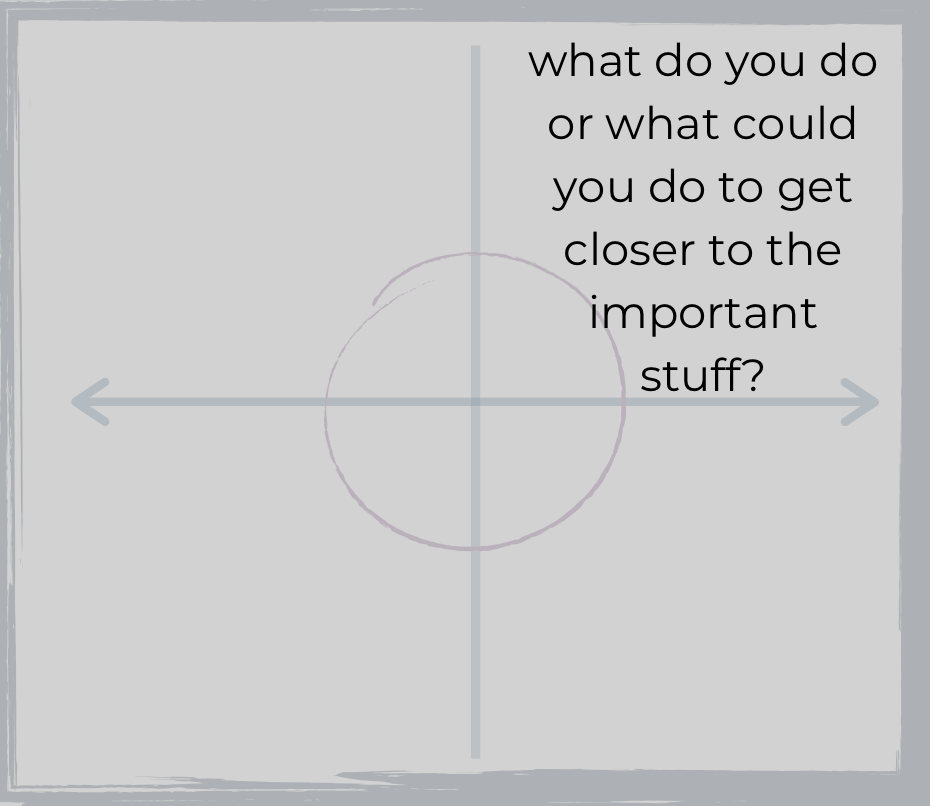 what do you do
or what could
you do to get
closer to the
important
stuff?